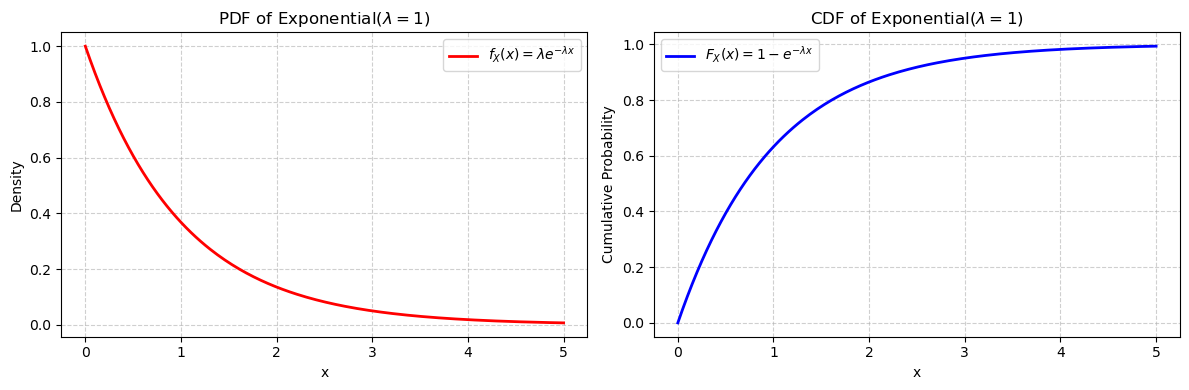 PDF of Exponential(λ = 1)
f_X(x) = λe^{−λx}
1.0
0.8
0.6
0.4
0.2
0.0
Density
0 1 2 3 4 5
x
CDF of Exponential(λ = 1)
F_X(x) = 1 − e^{−λx}
1.0
0.8
0.6
0.4
0.2
0.0
Cumulative Probability
0 1 2 3 4 5
x